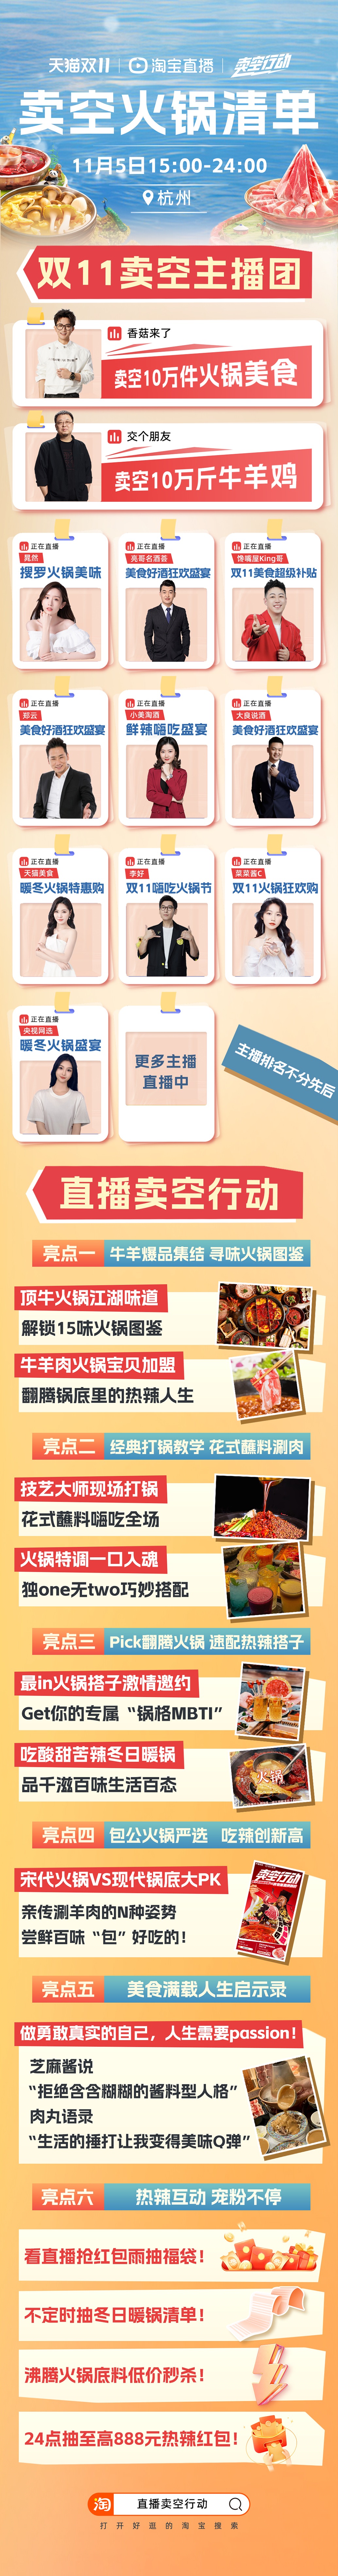 天猫双11 淘宝直播 卖空行动
卖空火锅清单
11月5日15:00-24:00
杭州
双11卖空主播团
香菇来了
卖空10万件火锅美食
交个朋友
卖空10万斤牛羊鸡
正在直播
晁然
搜罗火锅美味
正在直播
亮哥名酒荟
美食好酒狂欢盛宴
正在直播
馋嘴屋King哥
双11美食超级补贴
正在直播
郑云
美食好酒狂欢盛宴
正在直播
小美淘酒
鲜辣嗨吃盛宴
正在直播
大良说酒
美食好酒狂欢盛宴
正在直播
天猫美食
暖冬火锅特惠购
正在直播
李好
双11嗨吃火锅节
正在直播
菜菜酱C
双11火锅狂欢购
正在直播
央视网选
暖冬火锅盛宴
更多主播
直播中
主播排名不分先后
直播卖空行动
亮点一 牛羊爆品集结 寻味火锅图鉴
顶牛火锅江湖味道
解锁15味火锅图鉴
牛羊肉火锅宝贝加盟
翻腾锅底里的热辣人生
亮点二 经典打锅教学 花式蘸料涮肉
技艺大师现场打锅
花式蘸料嗨吃全场
火锅特调一口入魂
独one无two巧妙搭配
亮点三 Pick翻腾火锅 速配热辣搭子
最in火锅搭子激情邀约
Get你的专属“锅格MBTI”
吃酸甜苦辣冬日暖锅
品千滋百味生活百态
火锅
亮点四 包公火锅严选 吃辣创新高
宋代火锅VS现代锅底大PK
亲传涮羊肉的N种姿势
尝鲜百味“包”好吃的！
卖空行动
亮点五 美食满载人生启示录
做勇敢真实的自己，人生需要passion！
芝麻酱说
“拒绝含含糊糊的酱料型人格”
肉丸语录
“生活的捶打让我变得美味Q弹”
亮点六 热辣互动 宠粉不停
看直播抢红包雨抽福袋！
不定时抽冬日暖锅清单！
沸腾火锅底料低价秒杀！
24点抽至高888元热辣红包！
淘 直播卖空行动
打开好逛的淘宝搜索